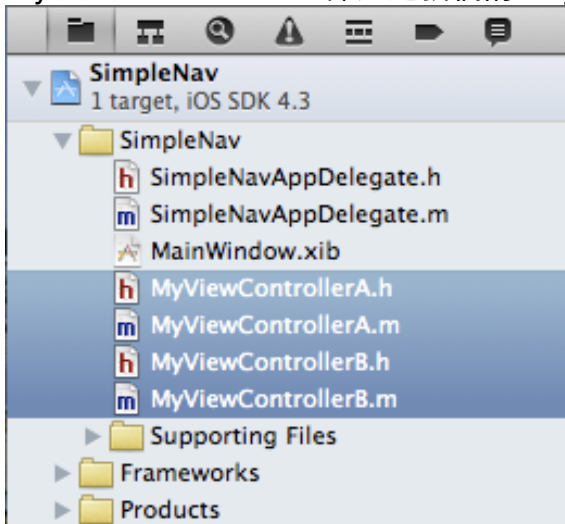 SimpleNav
1 target, iOS SDK 4.3
SimpleNav
h SimpleNavAppDelegate.h
m SimpleNavAppDelegate.m
MainWindow.xib
h MyViewControllerA.h
m MyViewControllerA.m
h MyViewControllerB.h
m MyViewControllerB.m
Supporting Files
Frameworks
Products